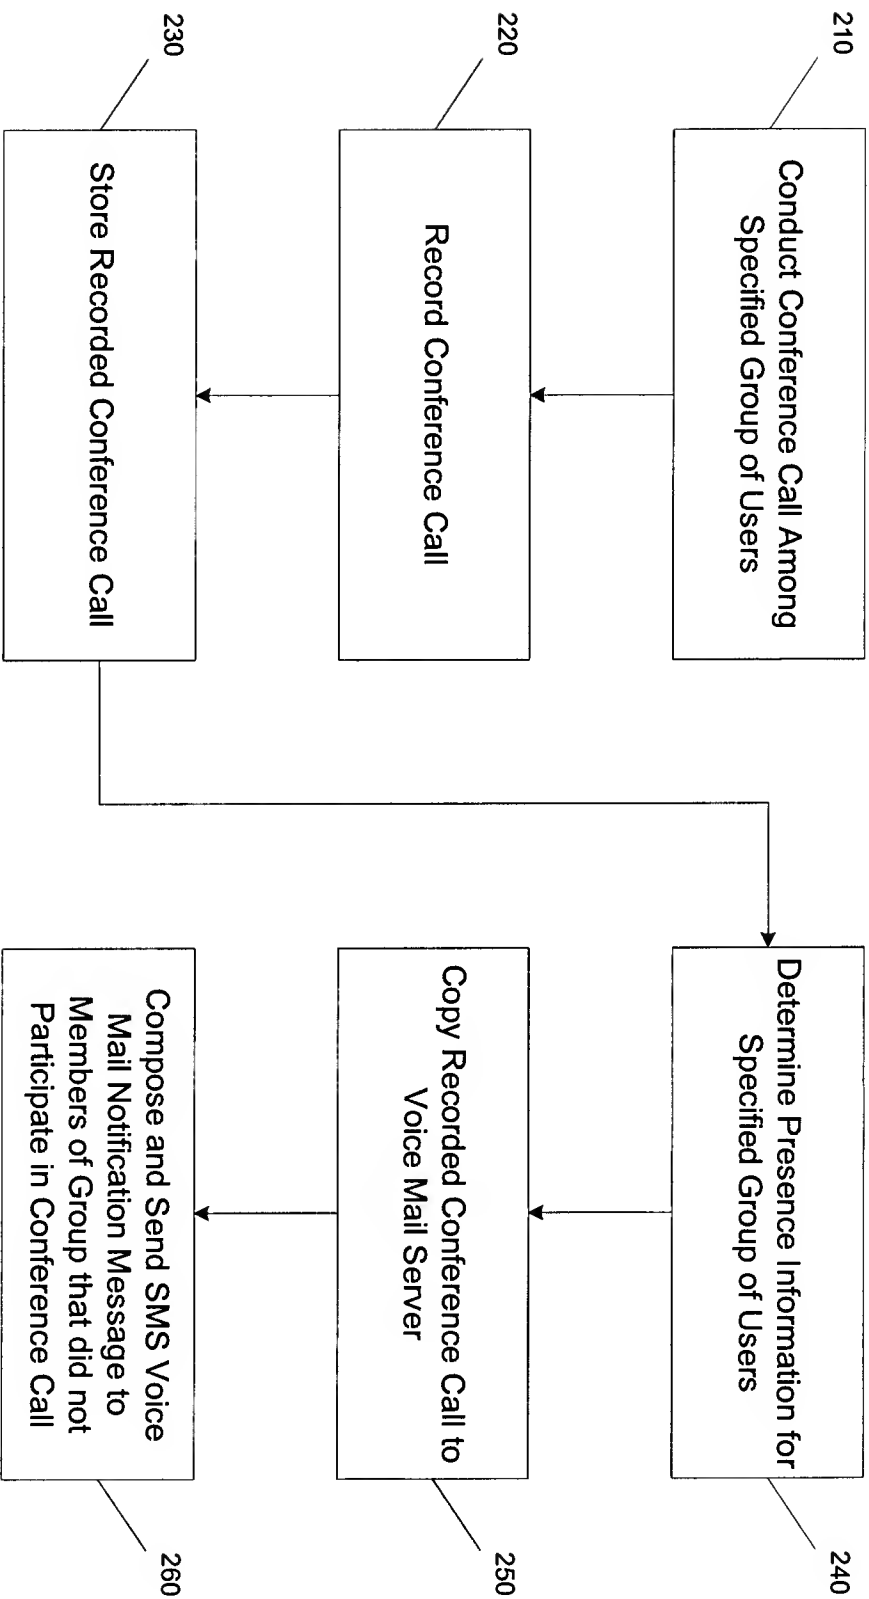 210
Conduct Conference Call Among
Specified Group of Users
220
Record Conference Call
230
Store Recorded Conference Call
240
Determine Presence Information for
Specified Group of Users
250
Copy Recorded Conference Call to
Voice Mail Server
260
Compose and Send SMS Voice
Mail Notification Message to
Members of Group that did not
Participate in Conference Call